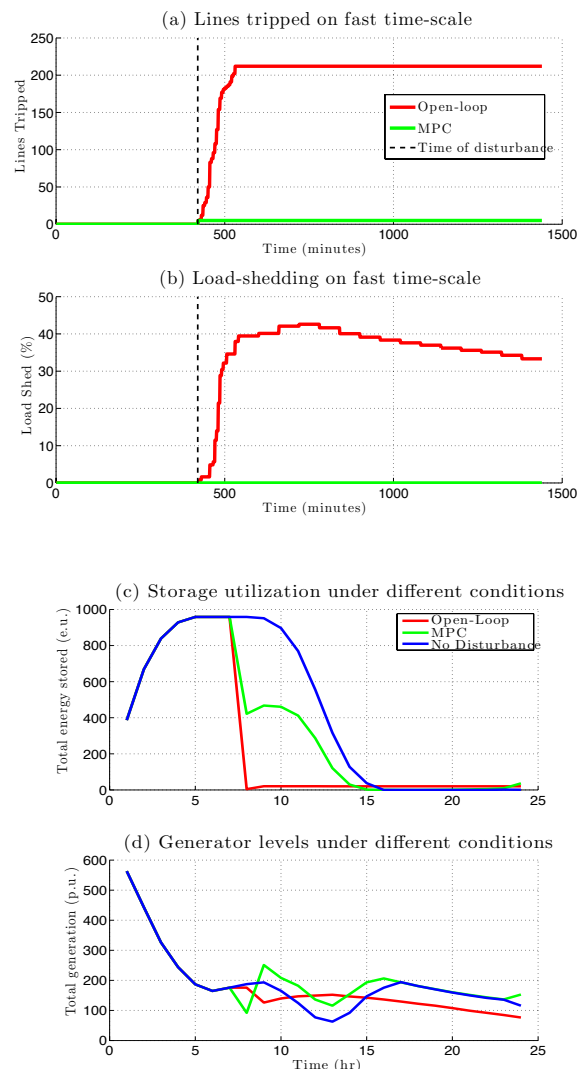 (a) Lines tripped on fast time-scale
250
200
150
100
50
0
Lines Tripped
Open-loop
MPC
Time of disturbance
0 500 1000 1500
Time (minutes)
(b) Load-shedding on fast time-scale
50
40
30
20
10
0
Load Shed (%)
0 500 1000 1500
Time (minutes)
(c) Storage utilization under different conditions
1000
800
600
400
200
0
Total energy stored (e.u.)
Open-Loop
MPC
No Disturbance
0 5 10 15 20 25
(d) Generator levels under different conditions
600
500
400
300
200
100
0
Total generation (p.u.)
0 5 10 15 20 25
Time (hr)